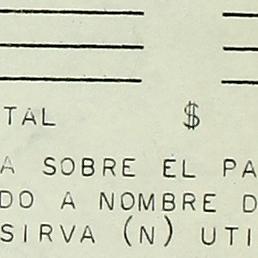 TAL $
A SOBRE EL PA
DO A NOMBRE D
SIRVA (N) UTI